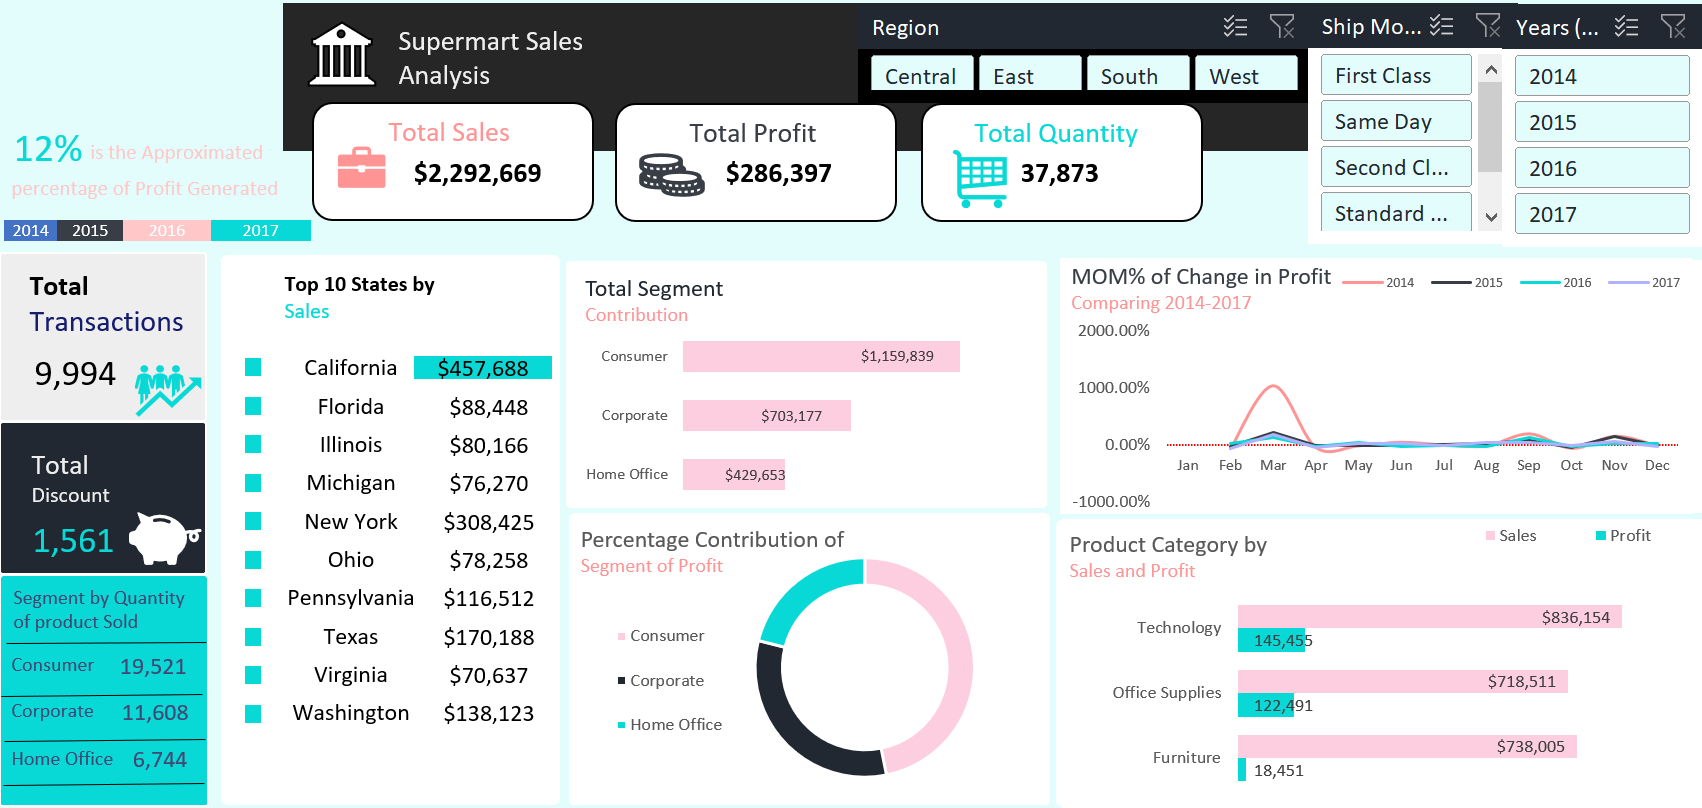 Supermart Sales
Analysis
Region
Central
East
South
West
Ship Mo...
First Class
Same Day
Second Cl...
Standard ...
Years (...
2014
2015
2016
2017
Total Sales
$2,292,669
Total Profit
$286,397
Total Quantity
37,873
12% is the Approximated
percentage of Profit Generated
2014 2015 2016 2017
Total
Transactions
9,994
Total
Discount
1,561
Segment by Quantity
of product Sold
Consumer 19,521
Corporate 11,608
Home Office 6,744
Top 10 States by
Sales
California $457,688
Florida $88,448
Illinois $80,166
Michigan $76,270
New York $308,425
Ohio $78,258
Pennsylvania $116,512
Texas $170,188
Virginia $70,637
Washington $138,123
Total Segment
Contribution
Consumer $1,159,839
Corporate $703,177
Home Office $429,653
Percentage Contribution of
Segment of Profit
Consumer
Corporate
Home Office
MOM% of Change in Profit
Comparing 2014-2017
2014 2015 2016 2017
2000.00%
1000.00%
0.00%
Jan Feb Mar Apr May Jun Jul Aug Sep Oct Nov Dec
-1000.00%
Product Category by
Sales and Profit
Sales Profit
Technology
$836,154
145,455
Office Supplies
$718,511
122,491
Furniture
$738,005
18,451